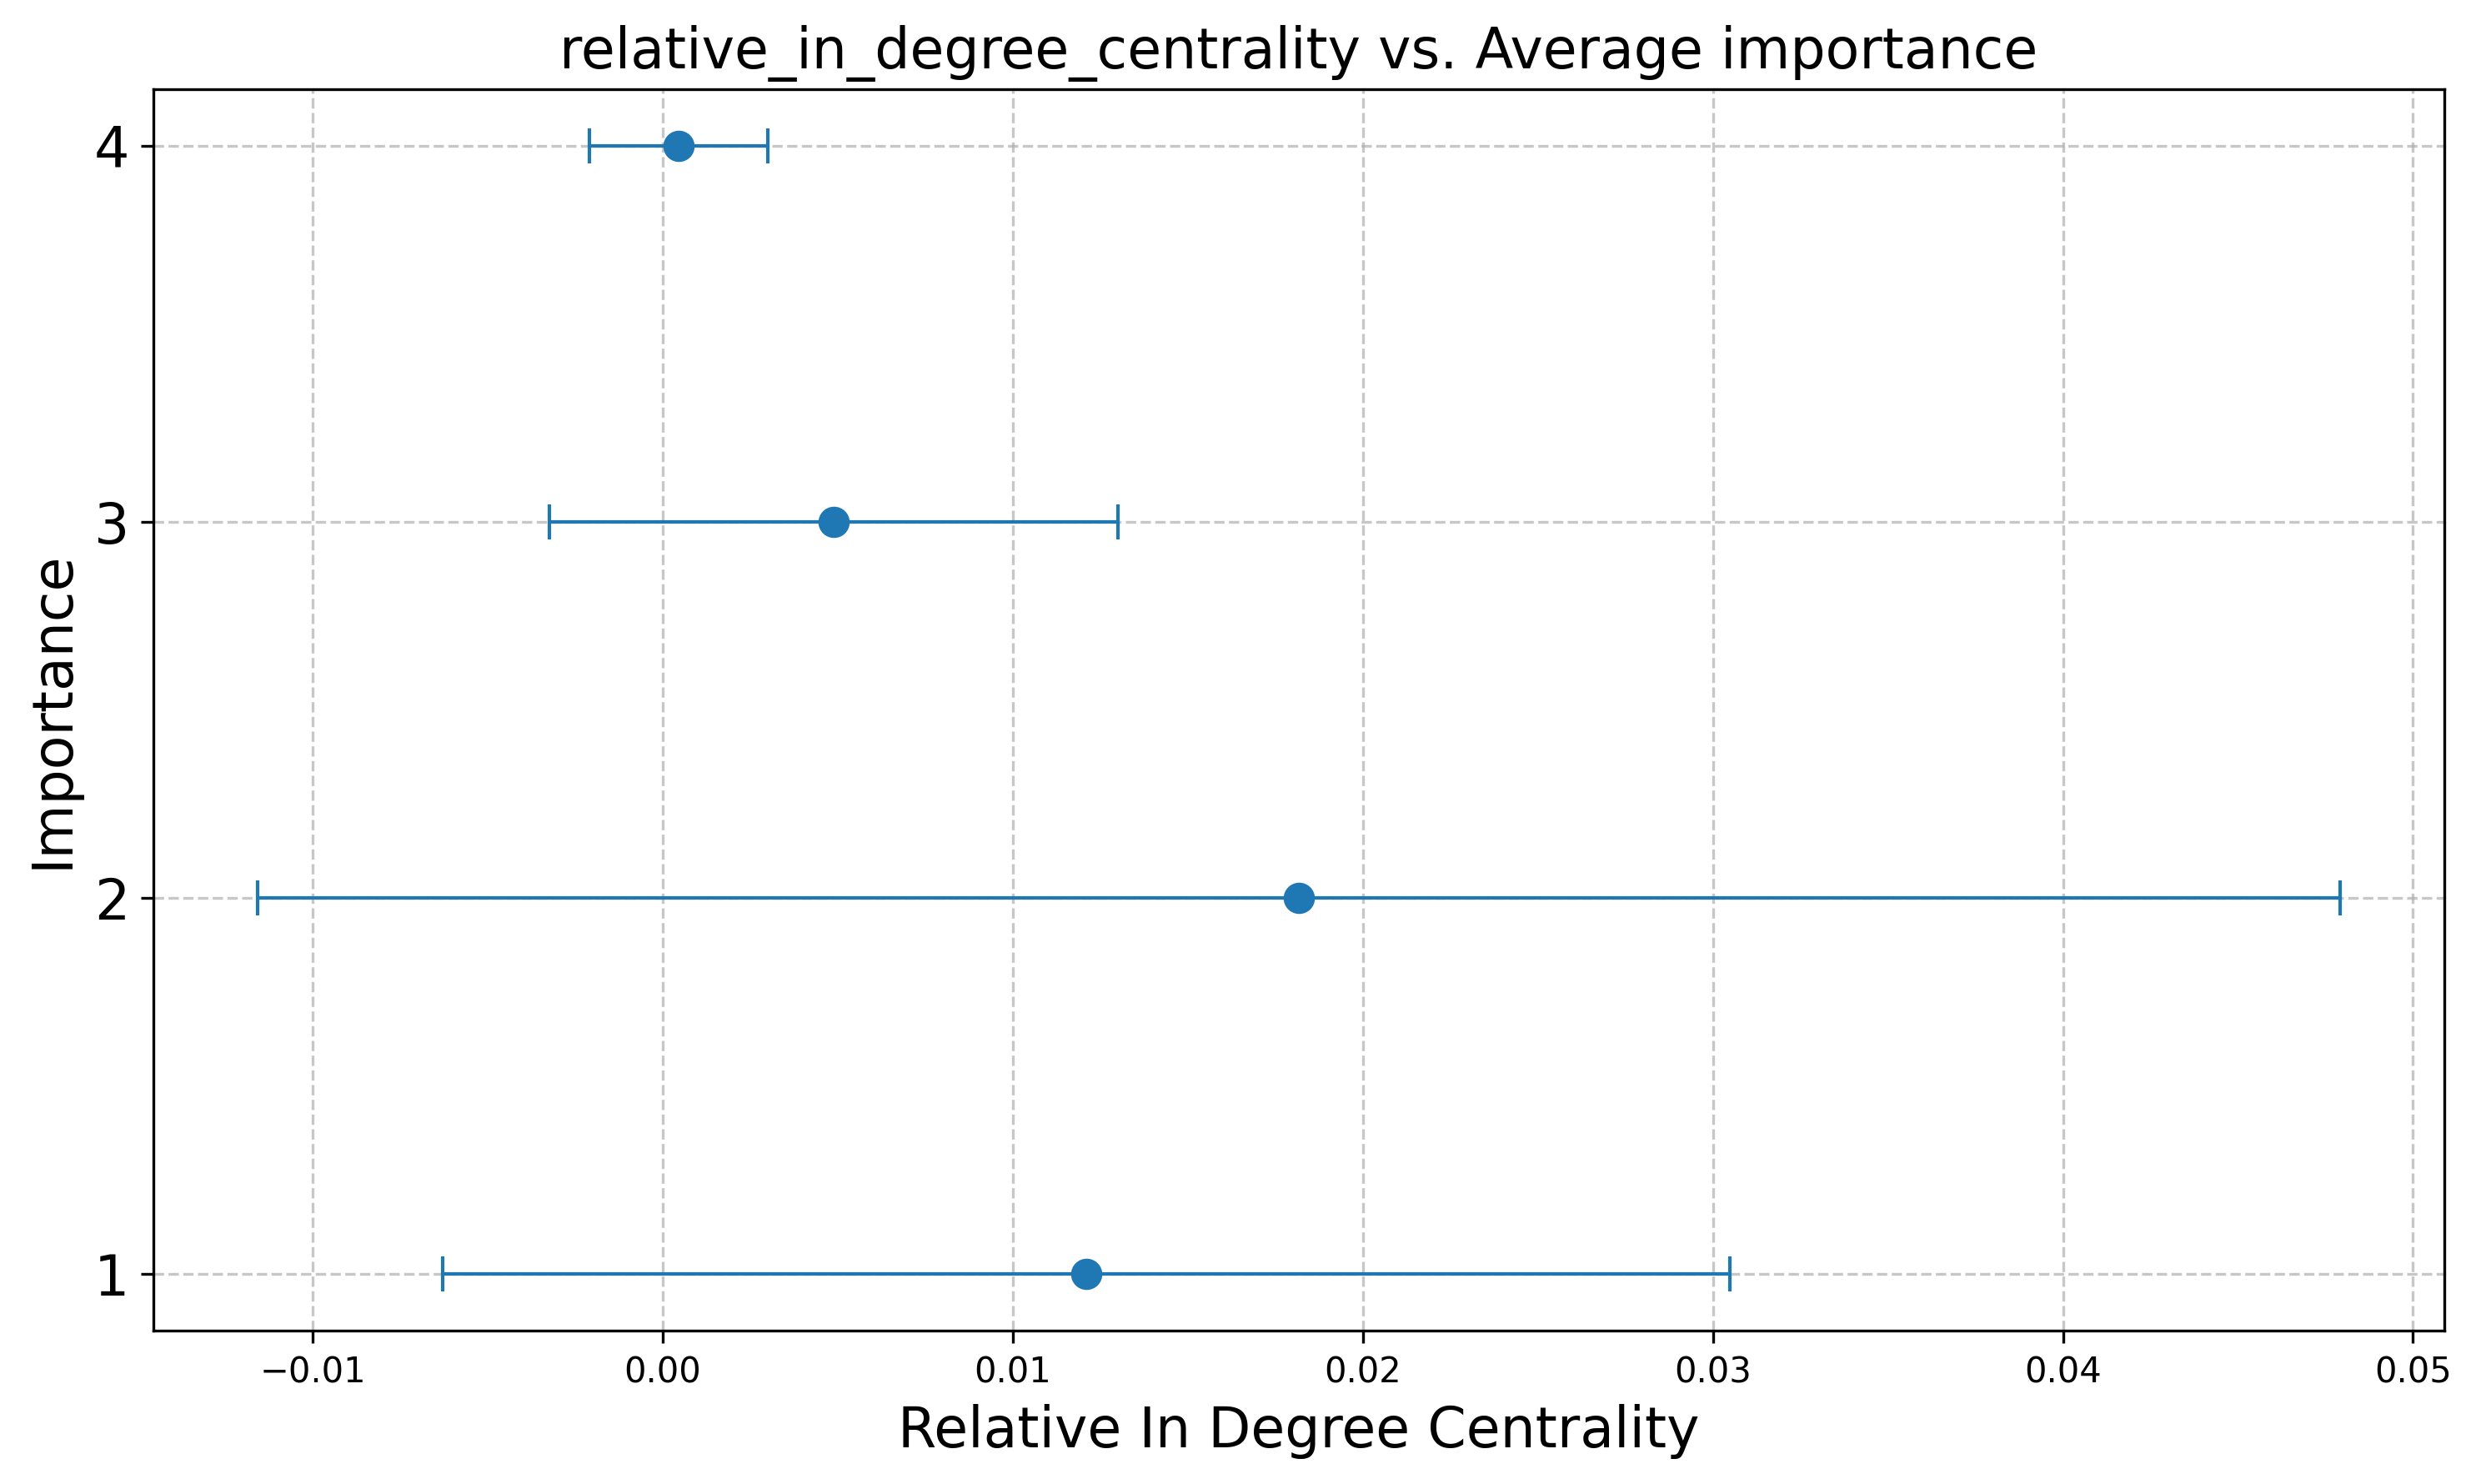 relative_in_degree_centrality vs. Average importance
4
3
2
1
Importance
−0.01 0.00 0.01 0.02 0.03 0.04 0.05
Relative In Degree Centrality